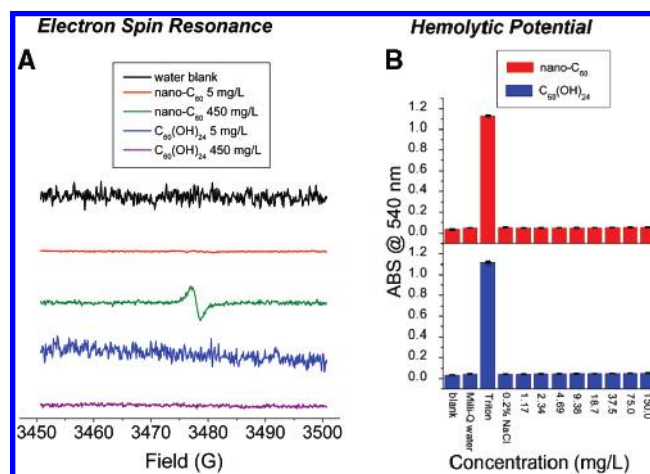 Electron Spin Resonance
Hemolytic Potential
A
water blank
nano-C60 5 mg/L
nano-C60 450 mg/L
C60(OH)24 5 mg/L
C60(OH)24 450 mg/L
3450 3460 3470 3480 3490 3500
Field (G)
B
nano-C60
C60(OH)24
1.2
1.0
0.8
0.6
0.4
0.2
0.0
1.2
1.0
0.8
0.6
0.4
0.2
0.0
ABS @ 540 nm
blank
Milli-Q water
Triton
0.2% NaCl
1.17
2.34
4.69
9.38
18.7
37.5
75.0
150.0
Concentration (mg/L)